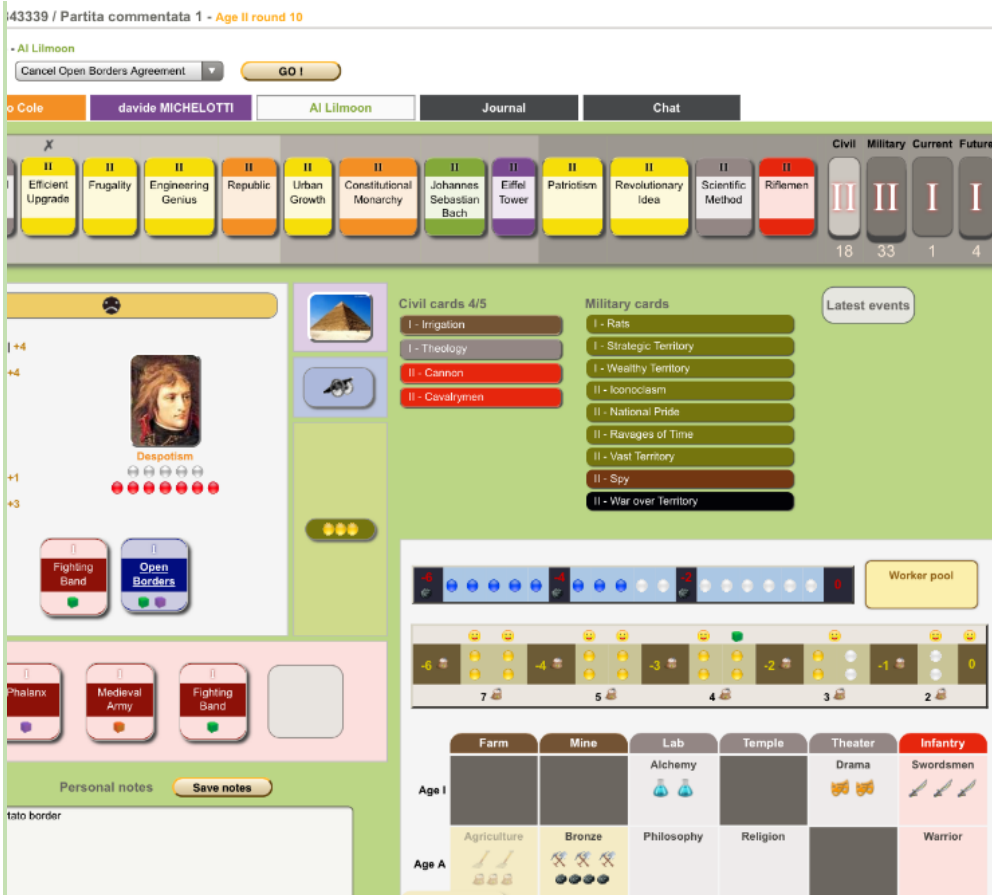 343339 / Partita commentata 1 - Age II round 10
- Al Lilmoon
Cancel Open Borders Agreement
GO !
o Cole
davide MICHELOTTI
Al Lilmoon
Journal
Chat
✗
Civil Military Current Future
II II II II II II II II II II II II
Efficient Upgrade
Frugality
Engineering Genius
Republic
Urban Growth
Constitutional Monarchy
Johannes Sebastian Bach
Eiffel Tower
Patriotism
Revolutionary Idea
Scientific Method
Riflemen
II II I I
18 33 1 4
Civil cards 4/5
I - Irrigation
I - Theology
II - Cannon
II - Cavalrymen
Military cards
I - Rats
I - Strategic Territory
I - Wealthy Territory
II - Iconoclasm
II - National Pride
II - Ravages of Time
II - Vast Territory
II - Spy
II - War over Territory
Latest events
+4
+4
Despotism
+1
+3
I
Fighting Band
I
Open Borders
-6 -4 -2 0
Worker pool
-6 -4 -3 -2 -1 0
7 5 4 3 2
I
Phalanx
I
Medieval Army
I
Fighting Band
Personal notes
Save notes
tato border
Farm Mine Lab Temple Theater Infantry
Age I
Alchemy
Drama
Swordsmen
Age A
Agriculture
Bronze
Philosophy
Religion
Warrior